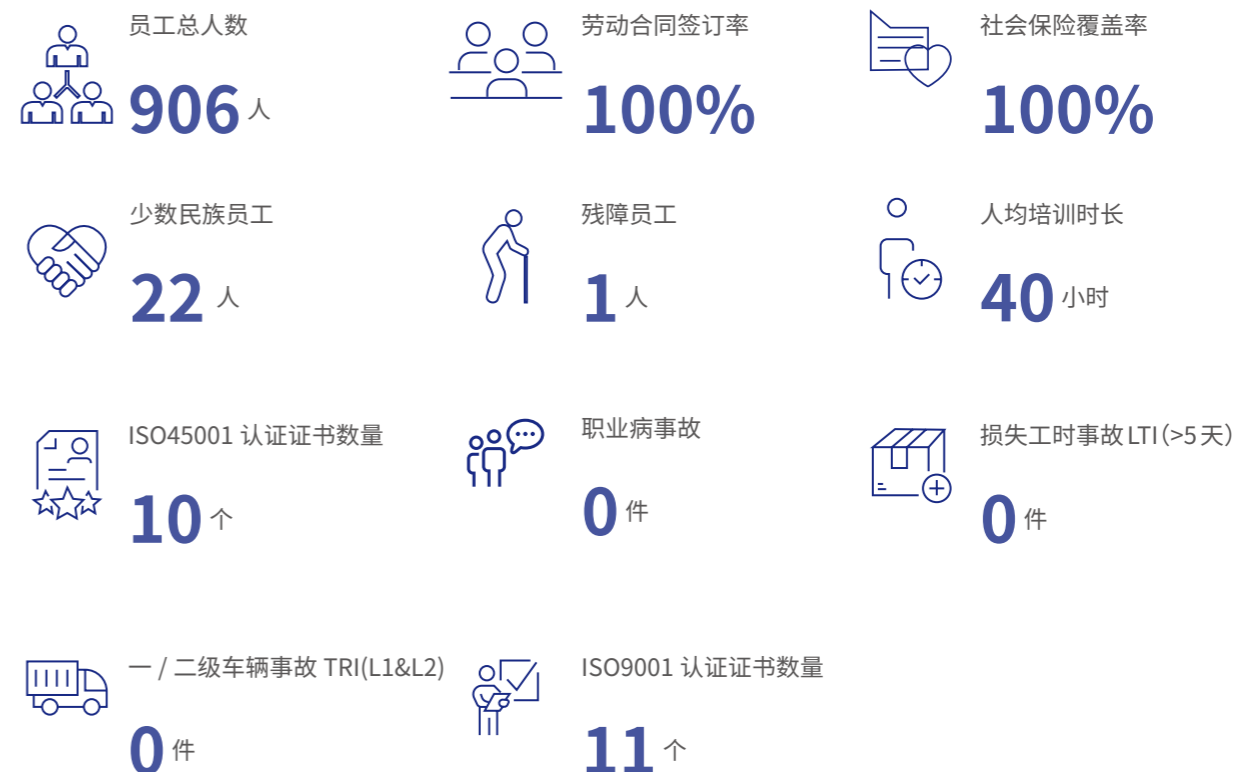 员工总人数
906 人
劳动合同签订率
100%
社会保险覆盖率
100%
少数民族员工
22 人
残障员工
1 人
人均培训时长
40 小时
ISO45001 认证证书数量
10 个
职业病事故
0 件
损失工时事故 LTI（>5 天）
0 件
一 / 二级车辆事故 TRI(L1&L2)
0 件
ISO9001 认证证书数量
11 个